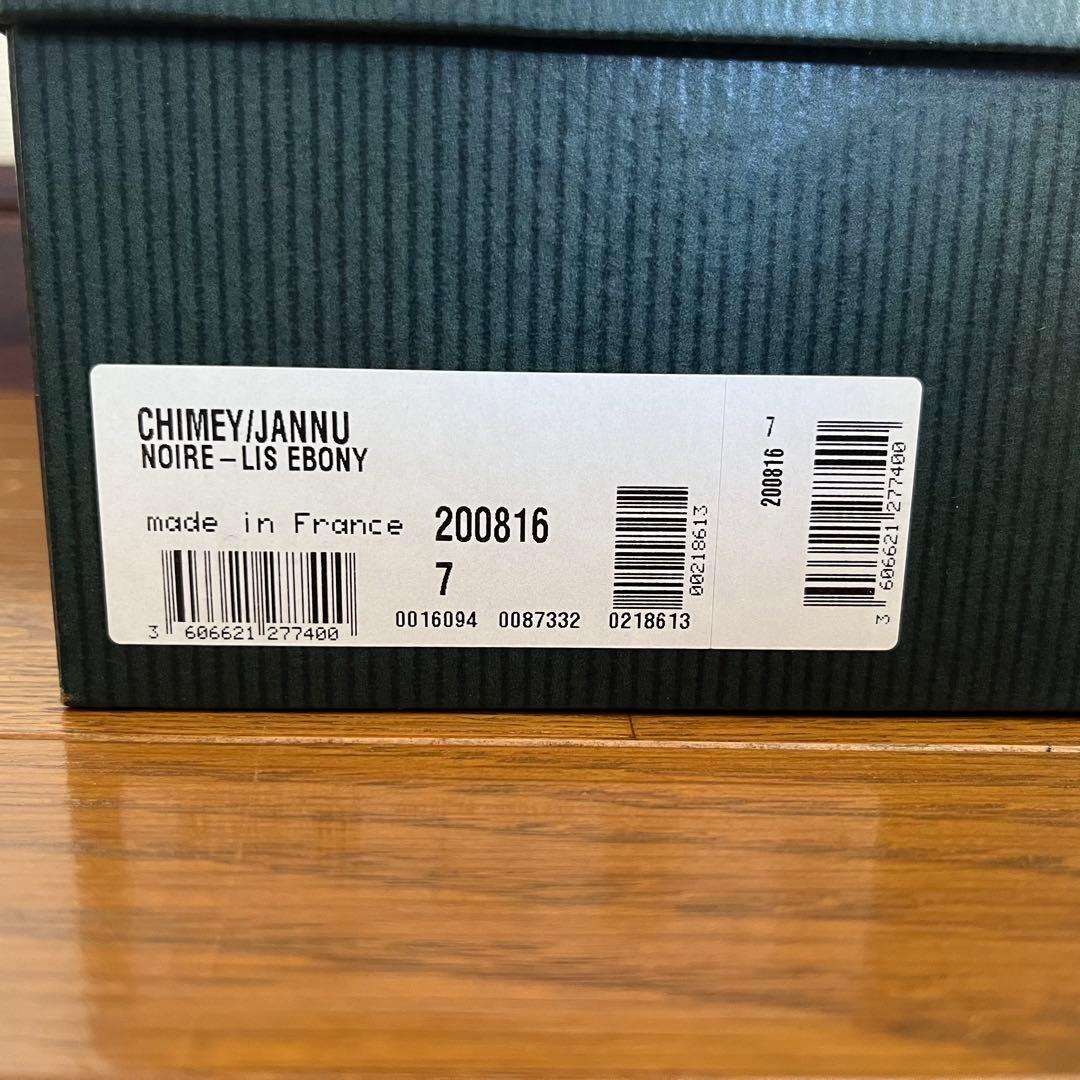 CHIMEY/JANNU
NOIRE-LIS EBONY
made in France 200816
7
3 606621 277400
0016094 0087332 0218613
00218613
7
200816
3 606621 277400